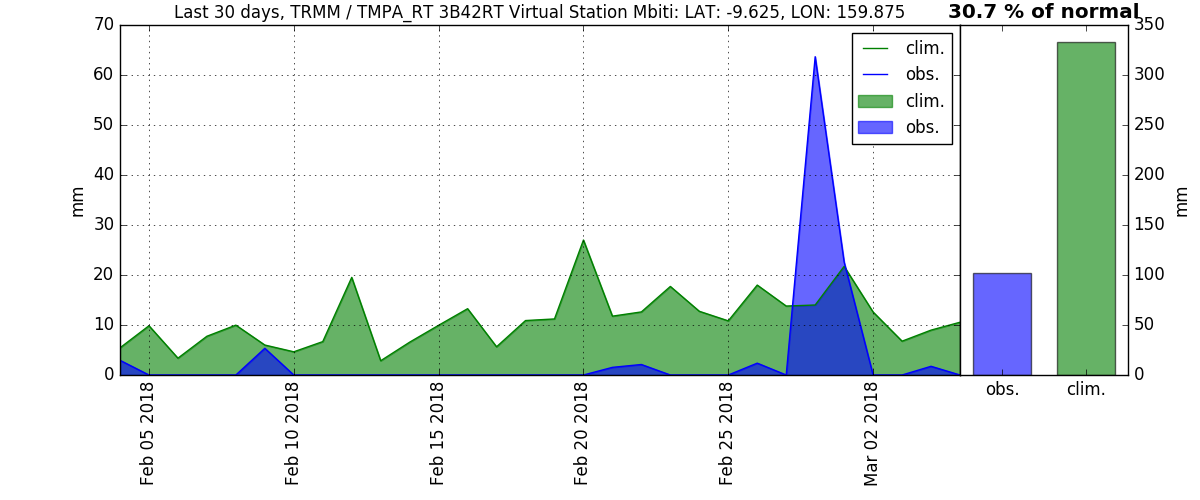 Last 30 days, TRMM / TMPA_RT 3B42RT Virtual Station Mbiti: LAT: -9.625, LON: 159.875
30.7 % of normal
70
60
50
40
30
20
10
0
mm
clim.
obs.
clim.
obs.
Feb 05 2018
Feb 10 2018
Feb 15 2018
Feb 20 2018
Feb 25 2018
Mar 02 2018
350
300
250
200
150
100
50
0
mm
obs.
clim.